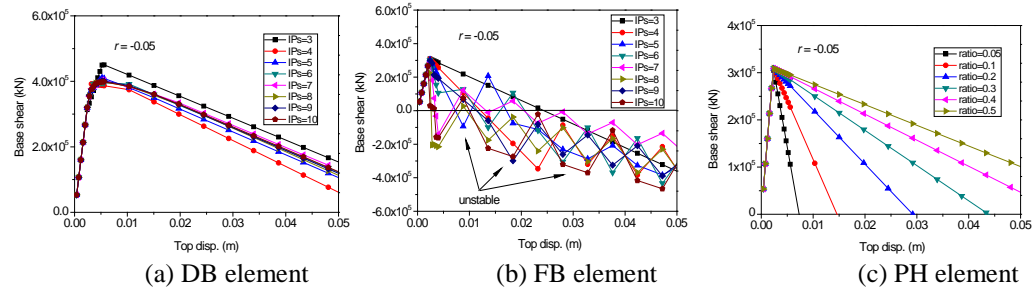 6.0x10⁵
4.0x10⁵
2.0x10⁵
0.0
Base shear (kN)
r = -0.05
IPs=3
IPs=4
IPs=5
IPs=6
IPs=7
IPs=8
IPs=9
IPs=10
0.00 0.01 0.02 0.03 0.04 0.05
Top disp. (m)
(a) DB element
6.0x10⁵
4.0x10⁵
2.0x10⁵
0.0
-2.0x10⁵
-4.0x10⁵
-6.0x10⁵
Base shear (kN)
r = -0.05
IPs=3
IPs=4
IPs=5
IPs=6
IPs=7
IPs=8
IPs=9
IPs=10
unstable
0.00 0.01 0.02 0.03 0.04 0.05
Top disp. (m)
(b) FB element
4x10⁵
3x10⁵
2x10⁵
1x10⁵
0
Base shear (kN)
r = -0.05
ratio=0.05
ratio=0.1
ratio=0.2
ratio=0.3
ratio=0.4
ratio=0.5
0.00 0.01 0.02 0.03 0.04 0.05
Top disp. (m)
(c) PH element